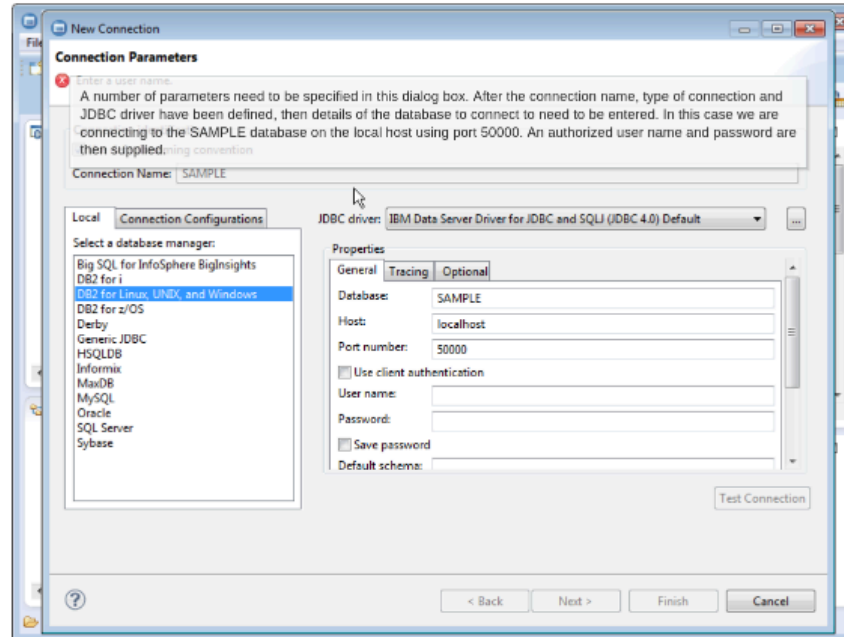 New Connection
File
Connection Parameters
Enter a user name.
A number of parameters need to be specified in this dialog box. After the connection name, type of connection and
JDBC driver have been defined, then details of the database to connect to need to be entered. In this case we are
connecting to the SAMPLE database on the local host using port 50000. An authorized user name and password are
then supplied.
naming convention
Connection Name: SAMPLE
Local Connection Configurations
JDBC driver: IBM Data Server Driver for JDBC and SQLJ (JDBC 4.0) Default ...
Select a database manager:
Big SQL for InfoSphere BigInsights
DB2 for i
DB2 for Linux, UNIX, and Windows
DB2 for z/OS
Derby
Generic JDBC
HSQLDB
Informix
MaxDB
MySQL
Oracle
SQL Server
Sybase
Properties
General Tracing Optional
Database: SAMPLE
Host: localhost
Port number: 50000
Use client authentication
User name:
Password:
Save password
Default schema:
Test Connection
?
< Back Next > Finish Cancel